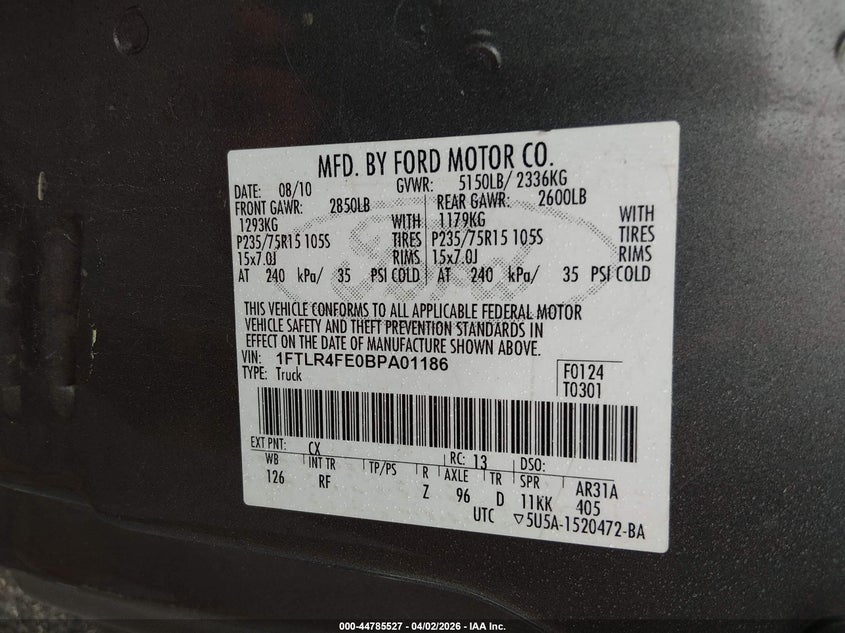 MFD. BY FORD MOTOR CO.
DATE: 08/10 GVWR: 5150LB/ 2336KG
FRONT GAWR: 2850LB REAR GAWR: 2600LB
1293KG WITH 1179KG WITH
P235/75R15 105S TIRES P235/75R15 105S TIRES
15x7.0J RIMS 15x7.0J RIMS
AT 240 kPa/ 35 PSI COLD AT 240 kPa/ 35 PSI COLD
Ford
THIS VEHICLE CONFORMS TO ALL APPLICABLE FEDERAL MOTOR
VEHICLE SAFETY AND THEFT PREVENTION STANDARDS IN
EFFECT ON THE DATE OF MANUFACTURE SHOWN ABOVE.
VIN: 1FTLR4FE0BPA01186
TYPE: Truck
F0124
T0301
EXT PNT: CX RC: 13 DSO:
WB INT TR TP/PS R AXLE TR SPR AR31A
126 RF Z 96 D 11KK 405
UTC ▽5U5A-1520472-BA
000-44785527 - 04/02/2026 - IAA Inc.